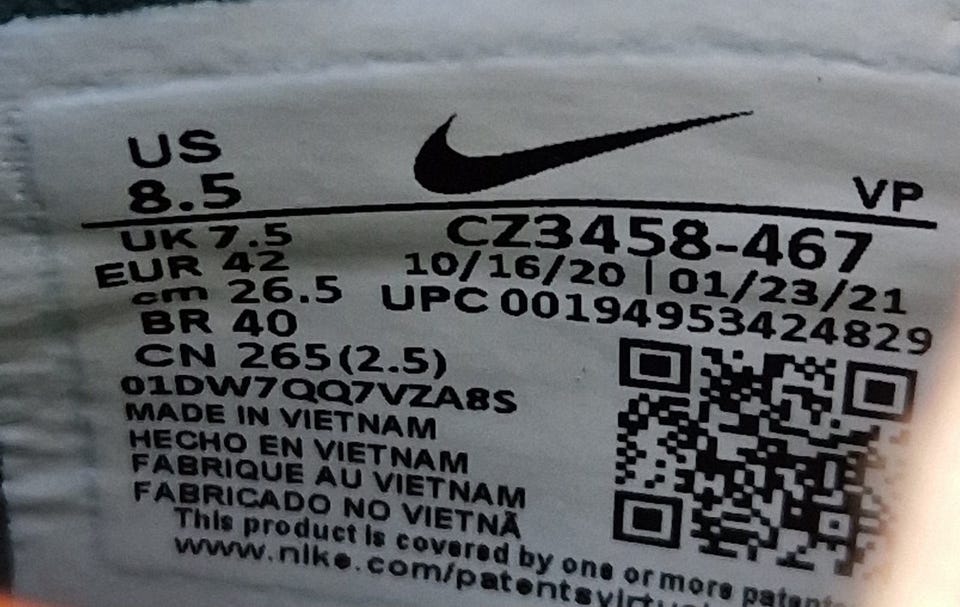 US
8.5
VP
UK 7.5
CZ3458-467
EUR 42
10/16/20 | 01/23/21
cm 26.5
UPC 00194953424829
BR 40
CN 265(2.5)
01DW7QQ7VZA8S
MADE IN VIETNAM
HECHO EN VIETNAM
FABRIQUE AU VIETNAM
FABRICADO NO VIETNÃ
This product is covered by one or more
www.nike.com/patents